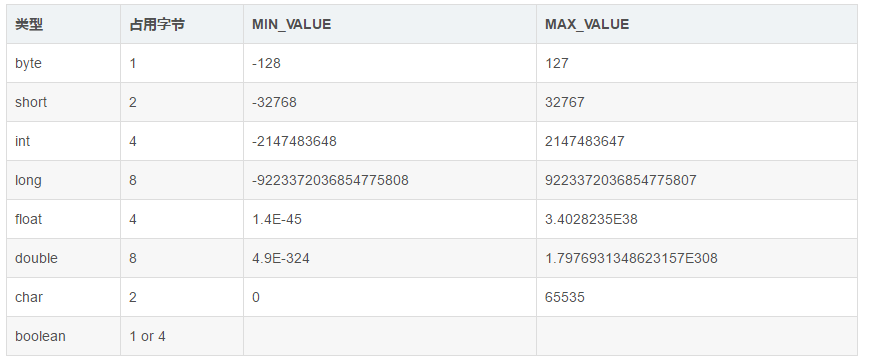 类型 占用字节 MIN_VALUE MAX_VALUE
byte 1 -128 127
short 2 -32768 32767
int 4 -2147483648 2147483647
long 8 -9223372036854775808 9223372036854775807
float 4 1.4E-45 3.4028235E38
double 8 4.9E-324 1.7976931348623157E308
char 2 0 65535
boolean 1 or 4